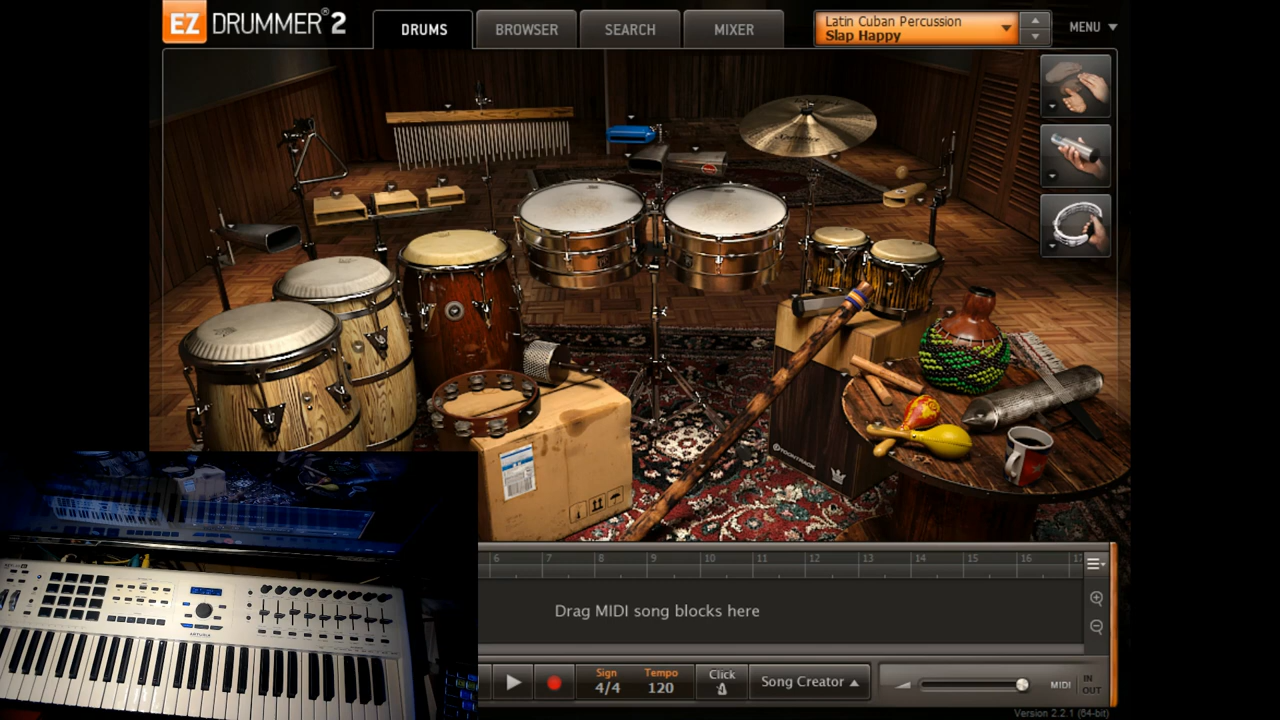 EZ DRUMMER® 2
DRUMS
BROWSER
SEARCH
MIXER
Latin Cuban Percussion
Slap Happy
MENU
TOONTRACK
6 7 8 9 10 11 12 13 14 15 16 17
Drag MIDI song blocks here
Sign
4/4
Tempo
120
Click
Song Creator
MIDI
IN
OUT
ARTURIA
Version 2.2.1 (64-bit)